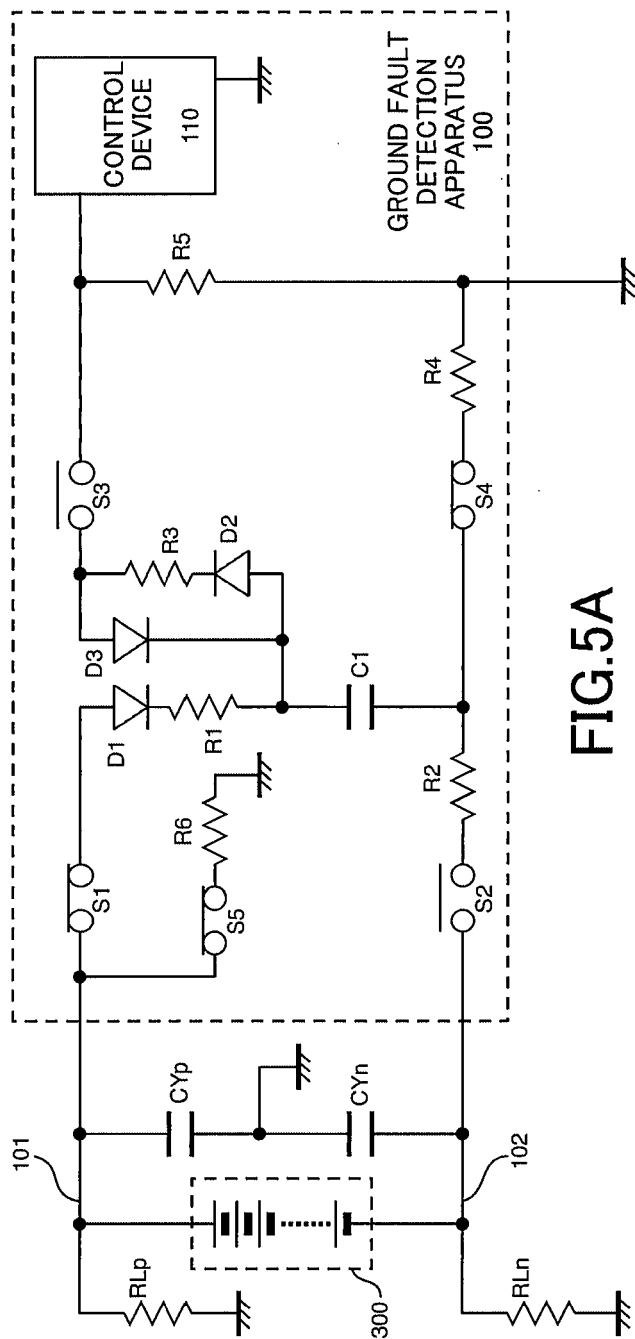 CONTROL
DEVICE
110
GROUND FAULT
DETECTION
APPARATUS
100
R5
R4
S3
S4
R3
D2
D3
D1
R1
C1
R6
R2
S1
S5
S2
CYp
CYn
101
102
RLp
RLn
300
FIG.5A